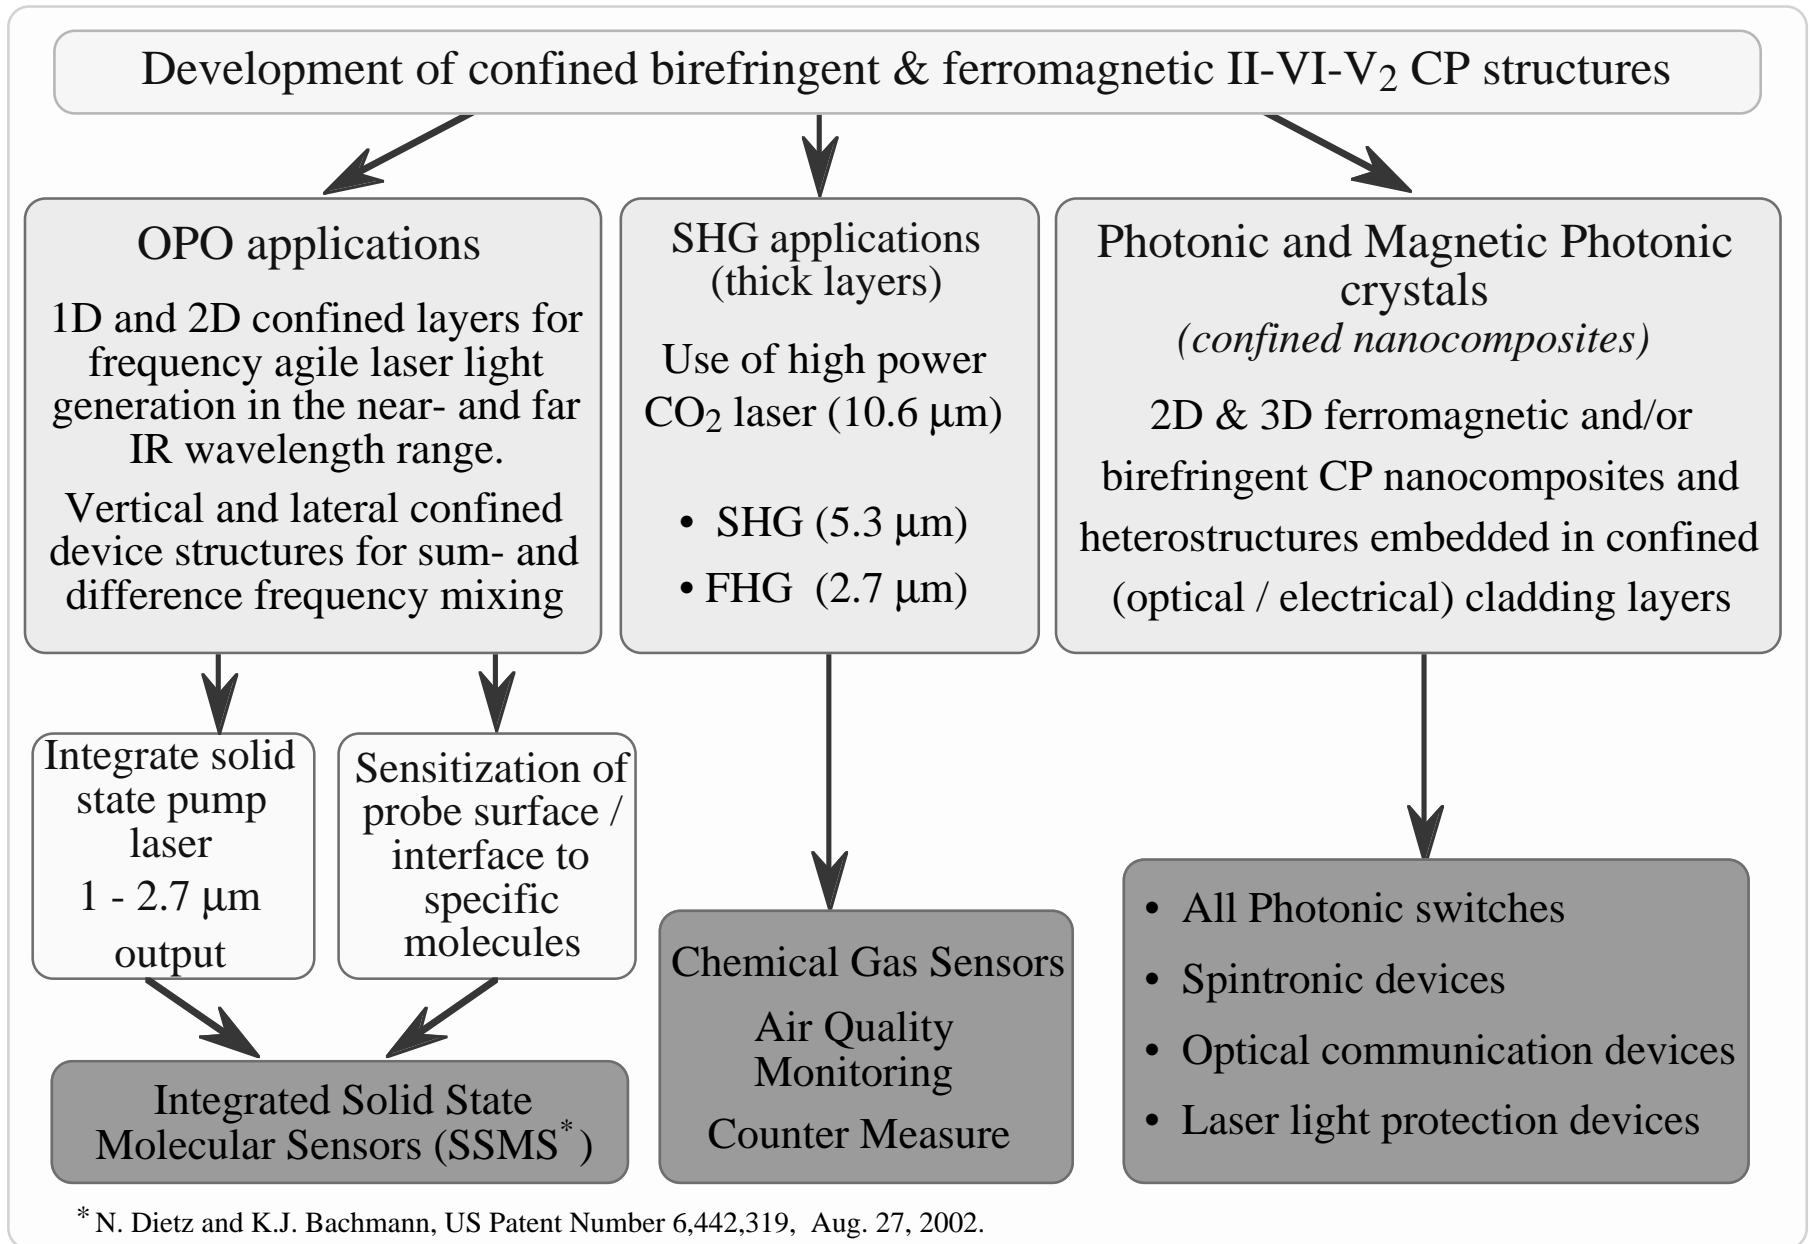 Development of confined birefringent & ferromagnetic II-VI-V₂ CP structures
OPO applications
1D and 2D confined layers for
frequency agile laser light
generation in the near- and far
IR wavelength range.
Vertical and lateral confined
device structures for sum- and
difference frequency mixing
SHG applications
(thick layers)
Use of high power
CO₂ laser (10.6 μm)
• SHG (5.3 μm)
• FHG (2.7 μm)
Photonic and Magnetic Photonic
crystals
(confined nanocomposites)
2D & 3D ferromagnetic and/or
birefringent CP nanocomposites and
heterostructures embedded in confined
(optical / electrical) cladding layers
Integrate solid
state pump
laser
1 - 2.7 μm
output
Sensitization of
probe surface /
interface to
specific
molecules
Integrated Solid State
Molecular Sensors (SSMS*)
Chemical Gas Sensors
Air Quality
Monitoring
Counter Measure
• All Photonic switches
• Spintronic devices
• Optical communication devices
• Laser light protection devices
* N. Dietz and K.J. Bachmann, US Patent Number 6,442,319, Aug. 27, 2002.